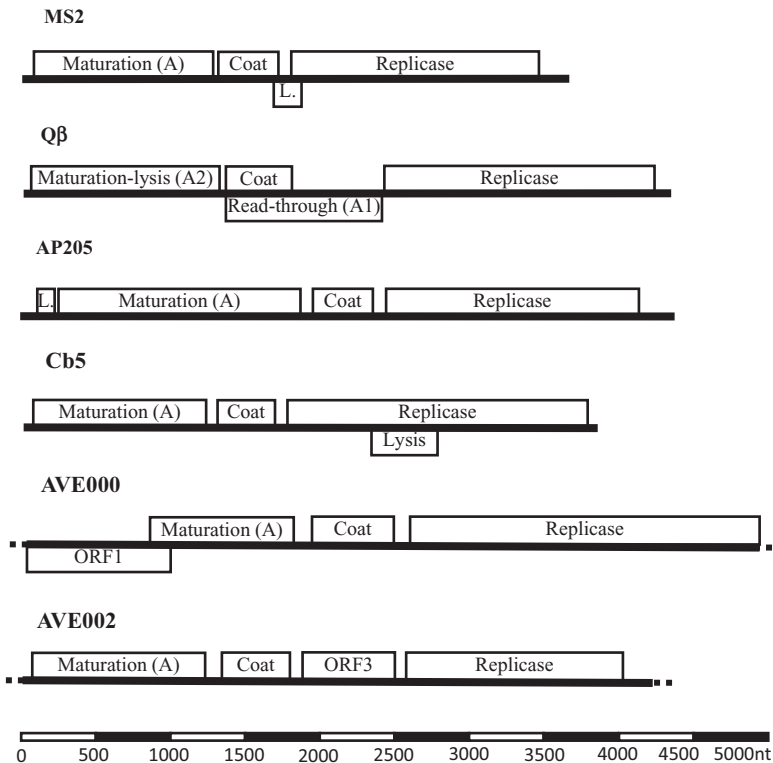 MS2
Maturation (A) Coat Replicase
L.
Qβ
Maturation-lysis (A2) Coat Replicase
Read-through (A1)
AP205
L. Maturation (A) Coat Replicase
Cb5
Maturation (A) Coat Replicase
Lysis
AVE000
Maturation (A) Coat Replicase
ORF1
AVE002
Maturation (A) Coat ORF3 Replicase
0 500 1000 1500 2000 2500 3000 3500 4000 4500 5000nt